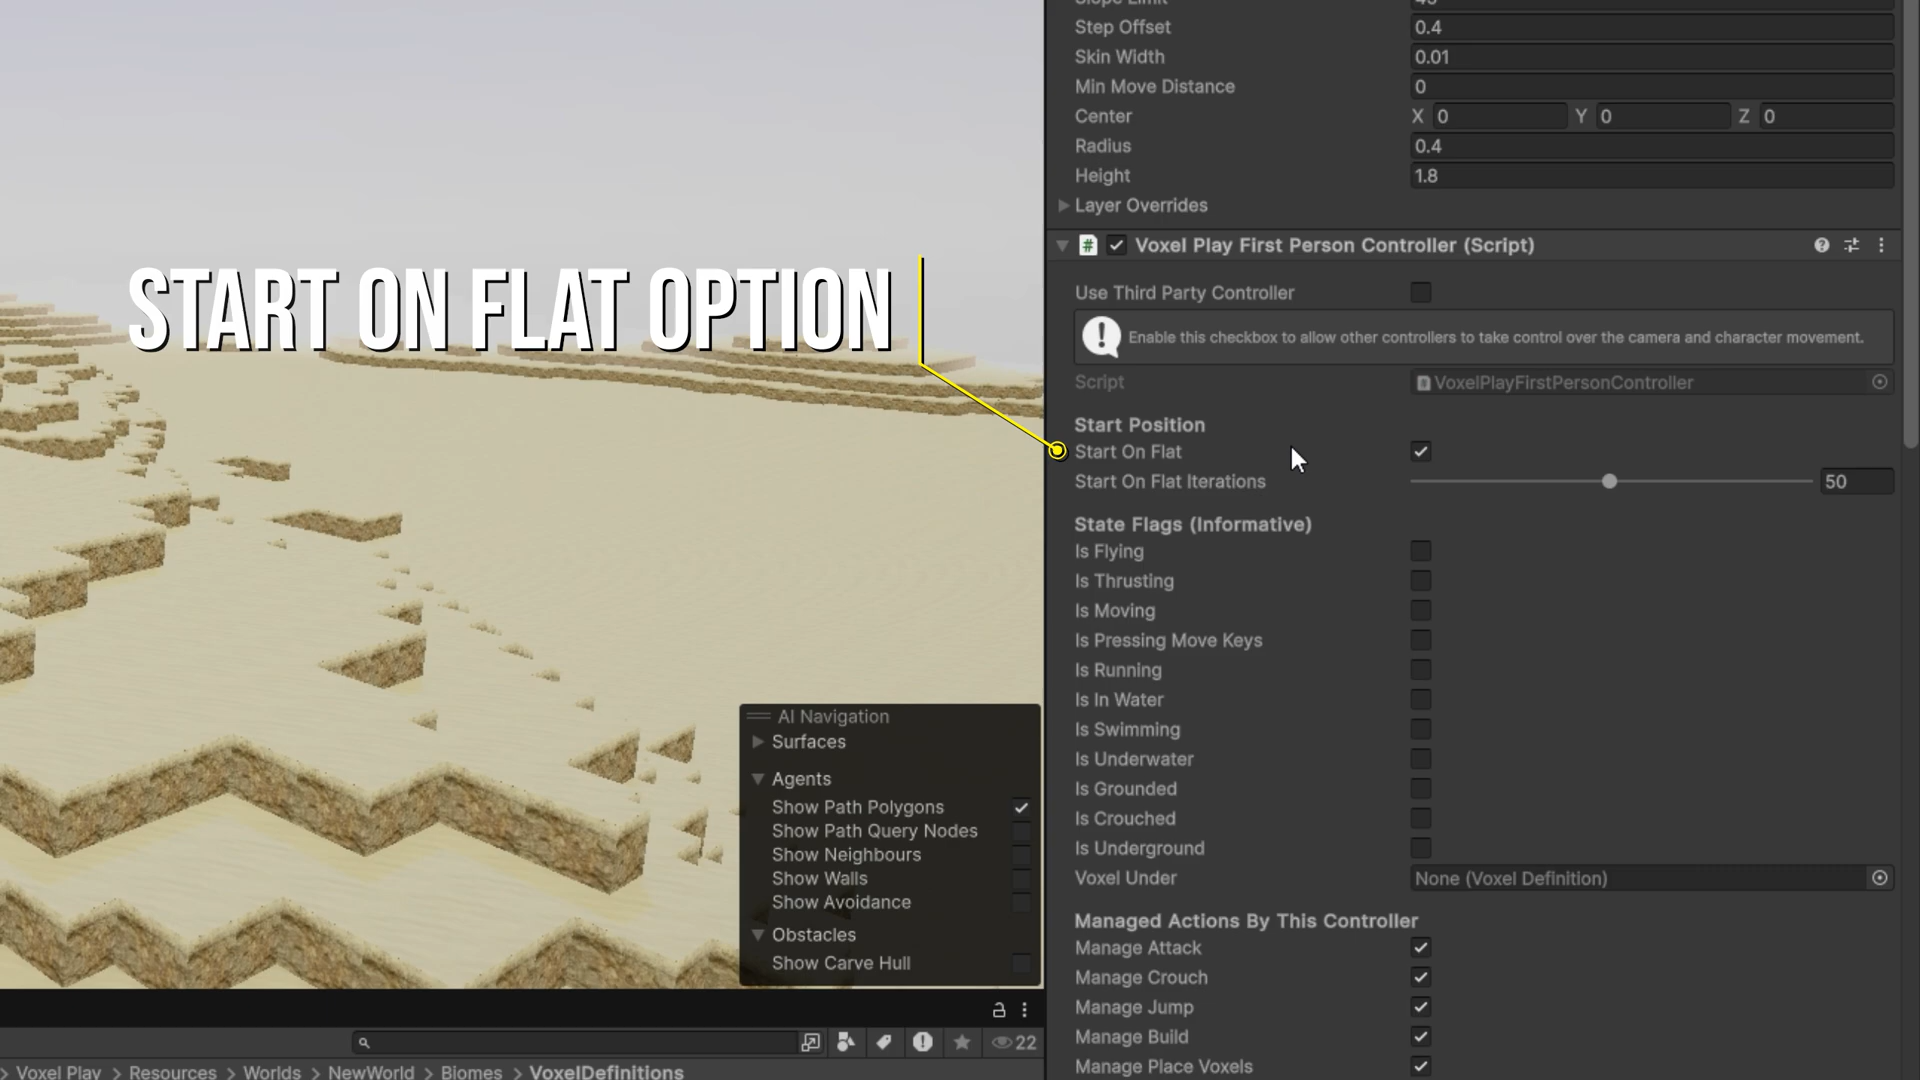 START ON FLAT OPTION
AI Navigation
Surfaces
Agents
Show Path Polygons
Show Path Query Nodes
Show Neighbours
Show Walls
Show Avoidance
Obstacles
Show Carve Hull
22
> Voxel Play > Resources > Worlds > NewWorld > Biomes > VoxelDefinitions
Slope Limit 45
Step Offset 0.4
Skin Width 0.01
Min Move Distance 0
Center X 0 Y 0 Z 0
Radius 0.4
Height 1.8
Layer Overrides
# Voxel Play First Person Controller (Script)
Use Third Party Controller
Enable this checkbox to allow other controllers to take control over the camera and character movement.
Script VoxelPlayFirstPersonController
Start Position
Start On Flat
Start On Flat Iterations 50
State Flags (Informative)
Is Flying
Is Thrusting
Is Moving
Is Pressing Move Keys
Is Running
Is In Water
Is Swimming
Is Underwater
Is Grounded
Is Crouched
Is Underground
Voxel Under None (Voxel Definition)
Managed Actions By This Controller
Manage Attack
Manage Crouch
Manage Jump
Manage Build
Manage Place Voxels